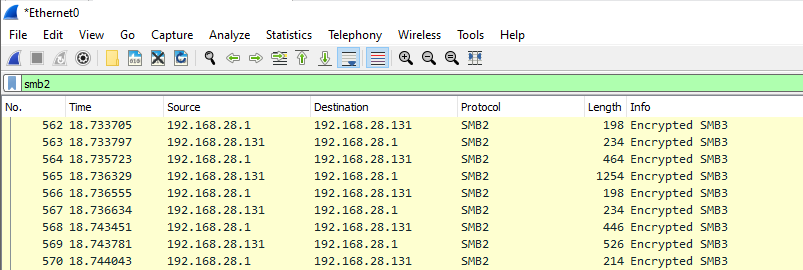 *Ethernet0
File Edit View Go Capture Analyze Statistics Telephony Wireless Tools Help
smb2
No. Time Source Destination Protocol Length Info
562 18.733705 192.168.28.1 192.168.28.131 SMB2 198 Encrypted SMB3
563 18.733797 192.168.28.131 192.168.28.1 SMB2 234 Encrypted SMB3
564 18.735723 192.168.28.1 192.168.28.131 SMB2 464 Encrypted SMB3
565 18.736329 192.168.28.131 192.168.28.1 SMB2 1254 Encrypted SMB3
566 18.736555 192.168.28.1 192.168.28.131 SMB2 198 Encrypted SMB3
567 18.736634 192.168.28.131 192.168.28.1 SMB2 234 Encrypted SMB3
568 18.743451 192.168.28.1 192.168.28.131 SMB2 446 Encrypted SMB3
569 18.743781 192.168.28.131 192.168.28.1 SMB2 526 Encrypted SMB3
570 18.744043 192.168.28.1 192.168.28.131 SMB2 214 Encrypted SMB3